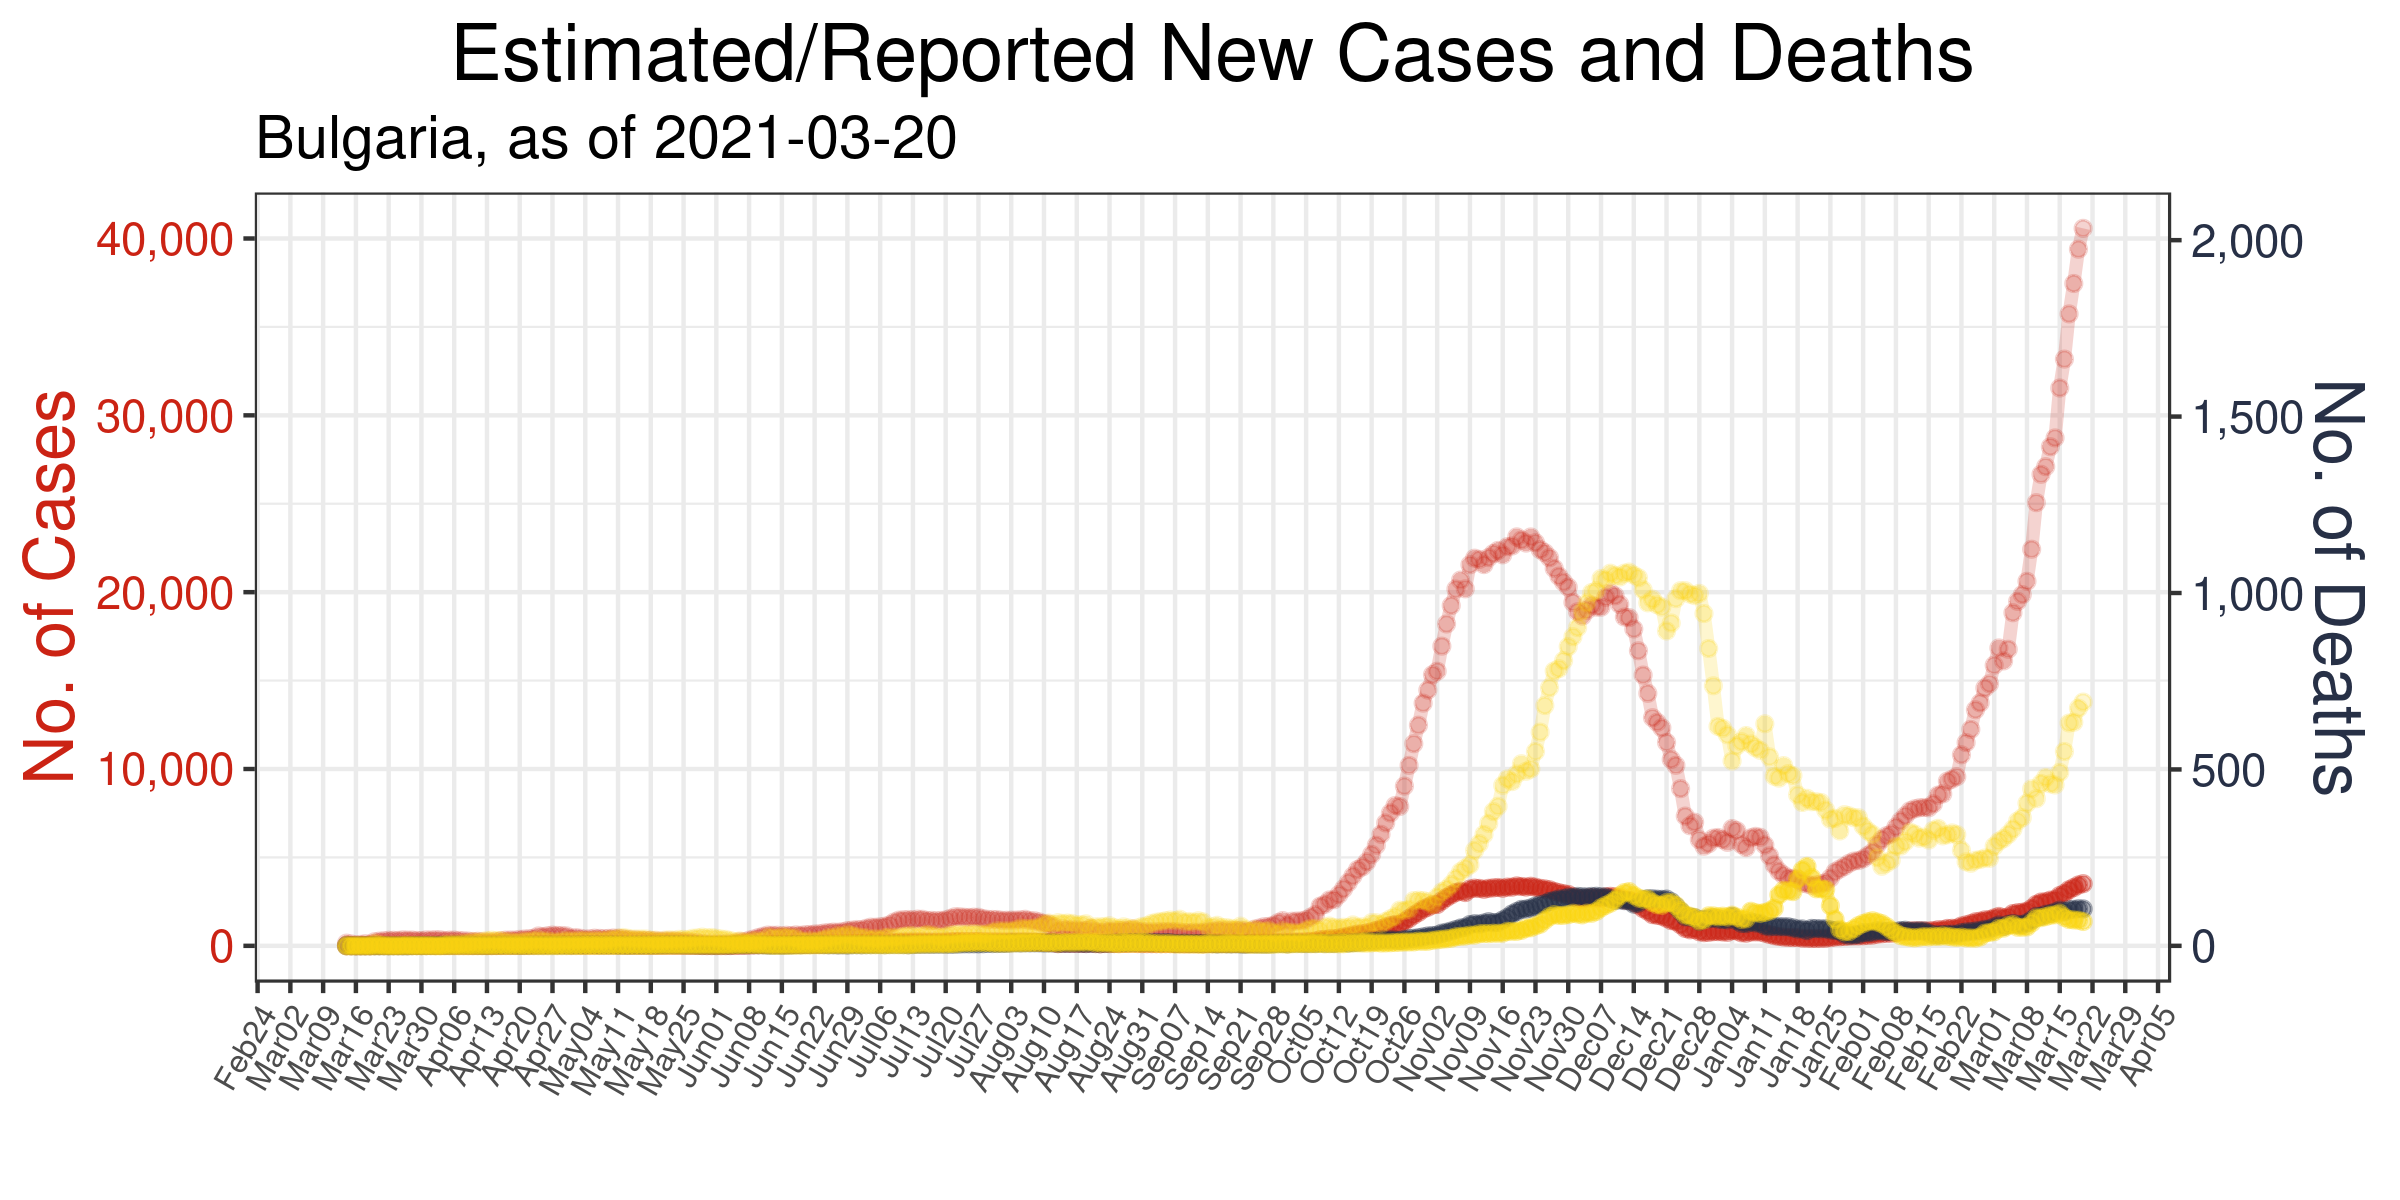 Estimated/Reported New Cases and Deaths
Bulgaria, as of 2021-03-20
No. of Cases
40,000
30,000
20,000
10,000
0
2,000
1,500
1,000
500
0
No. of Deaths
Feb24
Mar02
Mar09
Mar16
Mar23
Mar30
Apr06
Apr13
Apr20
Apr27
May04
May11
May18
May25
Jun01
Jun08
Jun15
Jun22
Jun29
Jul06
Jul13
Jul20
Jul27
Aug03
Aug10
Aug17
Aug24
Aug31
Sep07
Sep14
Sep21
Sep28
Oct05
Oct12
Oct19
Oct26
Nov02
Nov09
Nov16
Nov23
Nov30
Dec07
Dec14
Dec21
Dec28
Jan04
Jan11
Jan18
Jan25
Feb01
Feb08
Feb15
Feb22
Mar01
Mar08
Mar15
Mar22
Mar29
Apr05